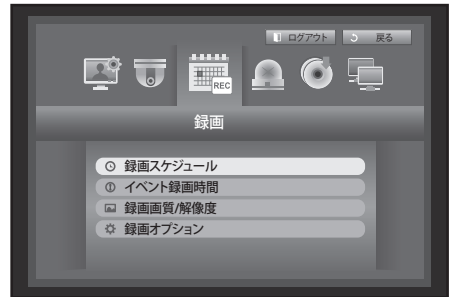 ログアウト
戻る
REC
録画
録画スケジュール
イベント録画時間
録画画質/解像度
録画オプション